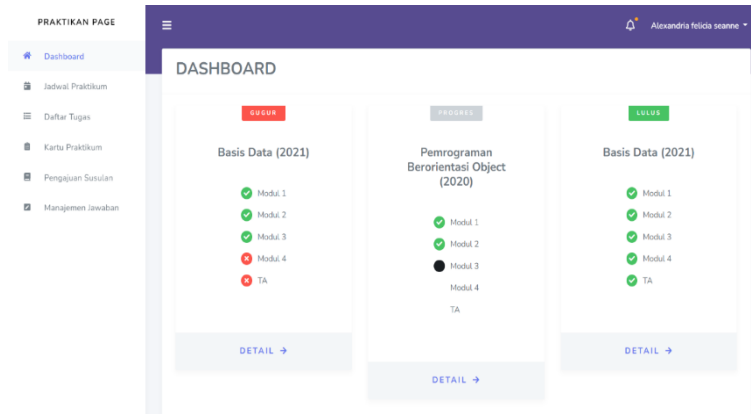 PRAKTIKAN PAGE
Dashboard
Jadwal Praktikum
Daftar Tugas
Kartu Praktikum
Pengajuan Susulan
Manajemen Jawaban
Alexandria felicia seanne
DASHBOARD
GUGUR
Basis Data (2021)
Modul 1
Modul 2
Modul 3
Modul 4
TA
DETAIL →
PROGRES
Pemrograman
Berorientasi Object
(2020)
Modul 1
Modul 2
Modul 3
Modul 4
TA
DETAIL →
LULUS
Basis Data (2021)
Modul 1
Modul 2
Modul 3
Modul 4
TA
DETAIL →